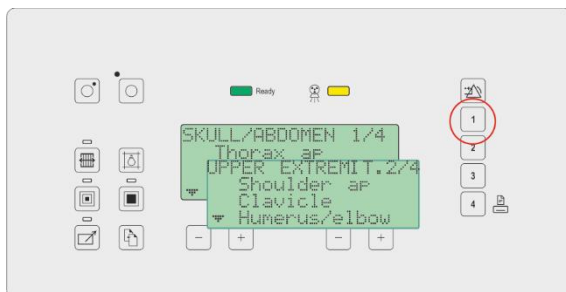 Ready
SKULL/ABDOMEN 1/4
Thorax ap
UPPER EXTREMIT.2/4
Shoulder ap
Clavicle
Humerus/elbow
1
2
3
4
- +
- +